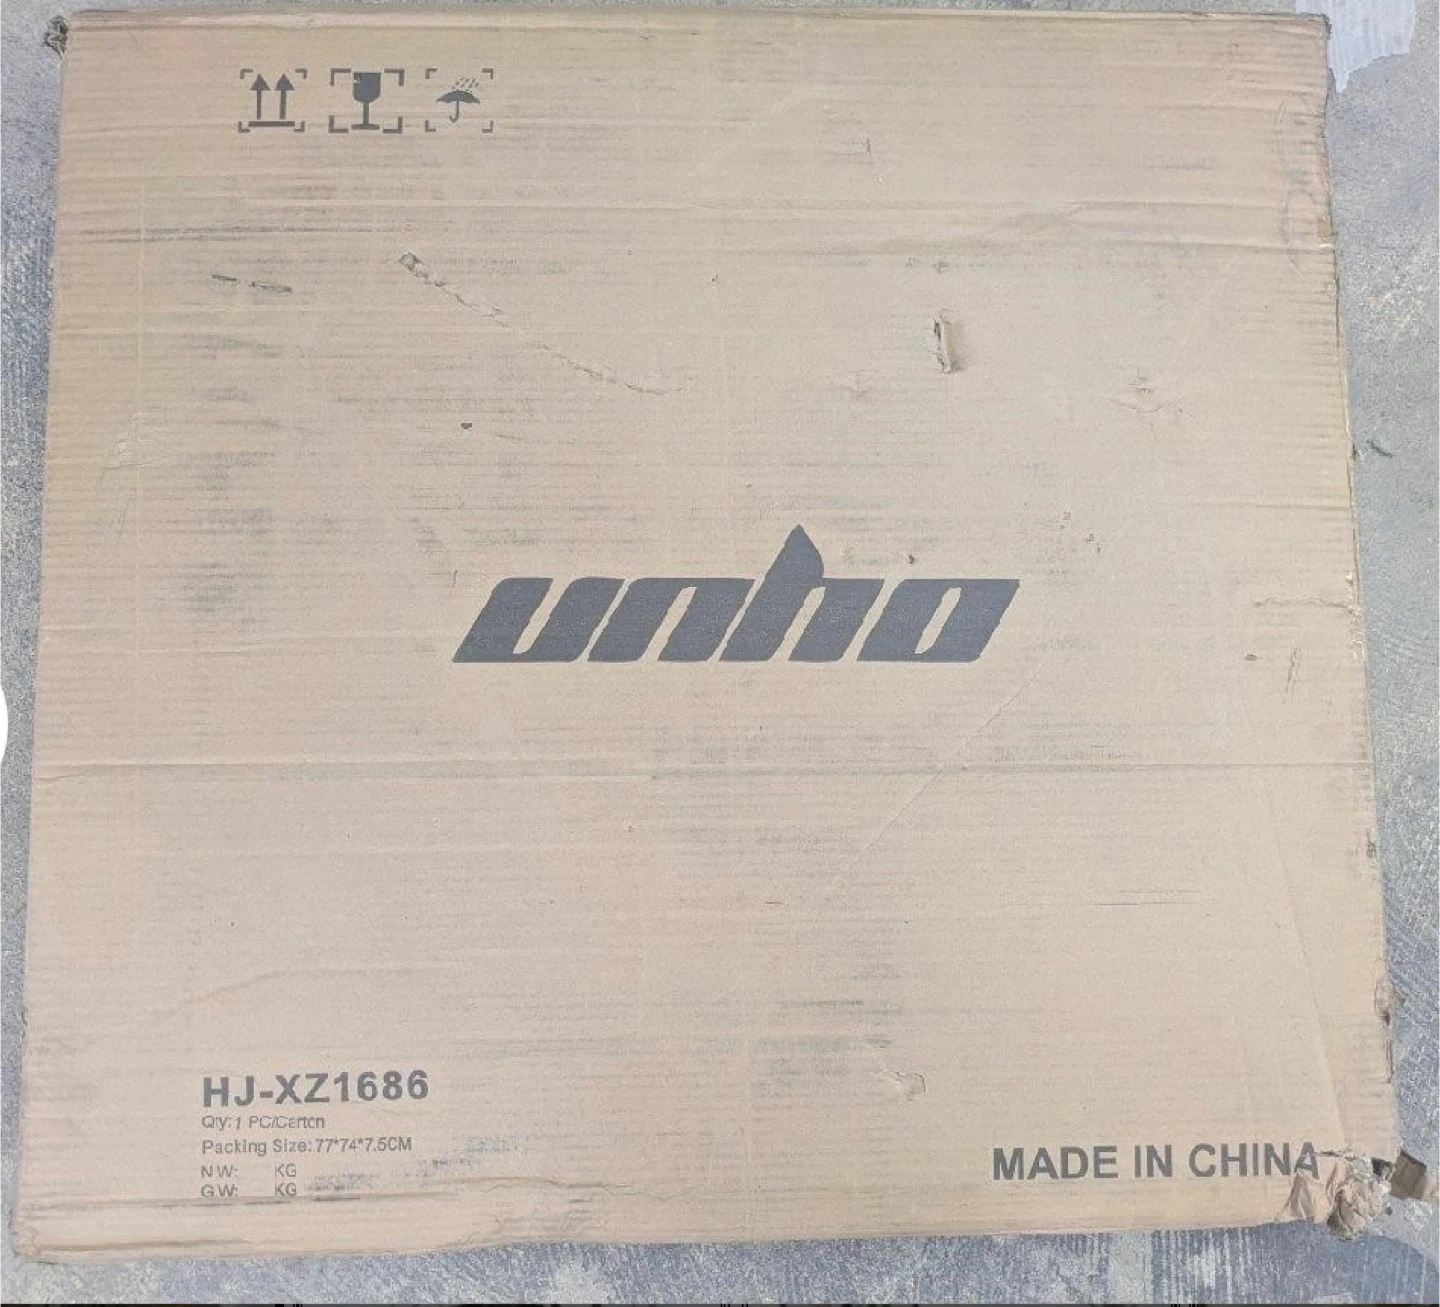 unho
HJ-XZ1686
Qty: 1 PC/Carton
Packing Size: 77*74*7.5CM
N W: KG
G W: KG
MADE IN CHINA